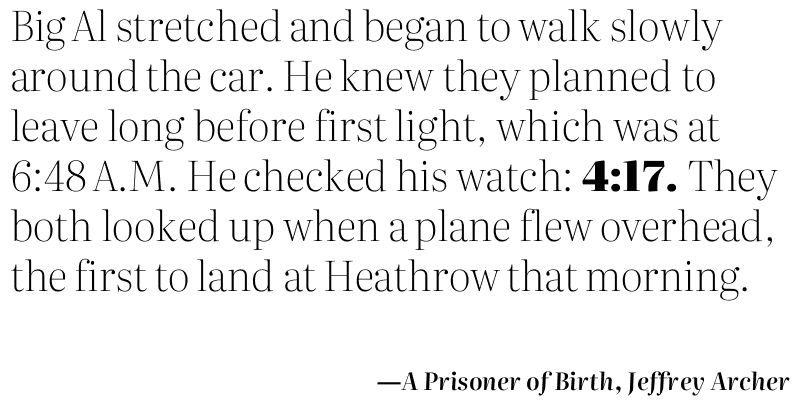 Big Al stretched and began to walk slowly
around the car. He knew they planned to
leave long before first light, which was at
6:48 A.M. He checked his watch: 4:17. They
both looked up when a plane flew overhead,
the first to land at Heathrow that morning.
—A Prisoner of Birth, Jeffrey Archer